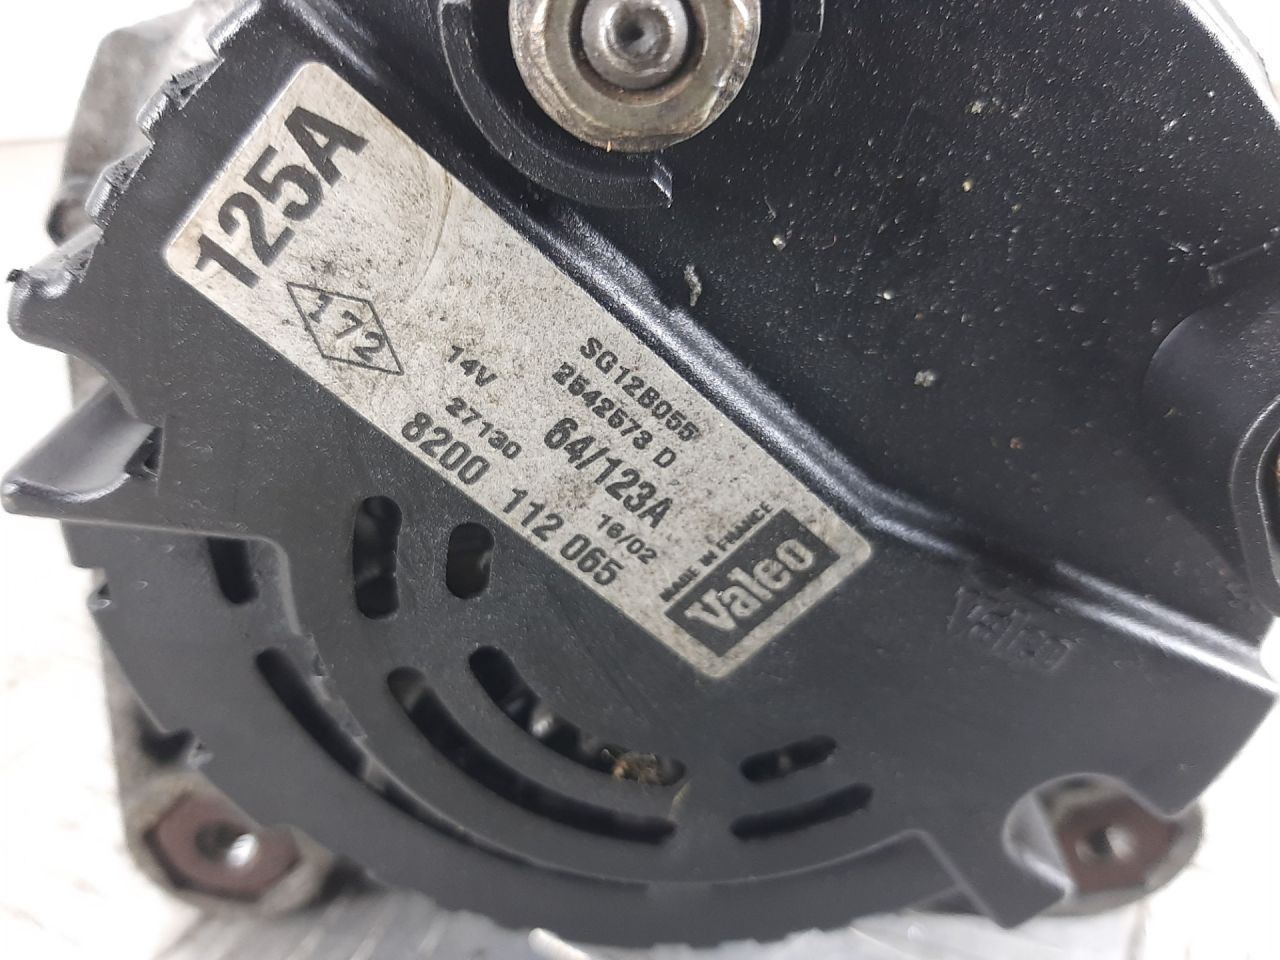 125A
172
14V
27130
SG12B055
2542573 D
64/123A
16/02
8200 112 065
MADE IN FRANCE
Valeo
Valeo